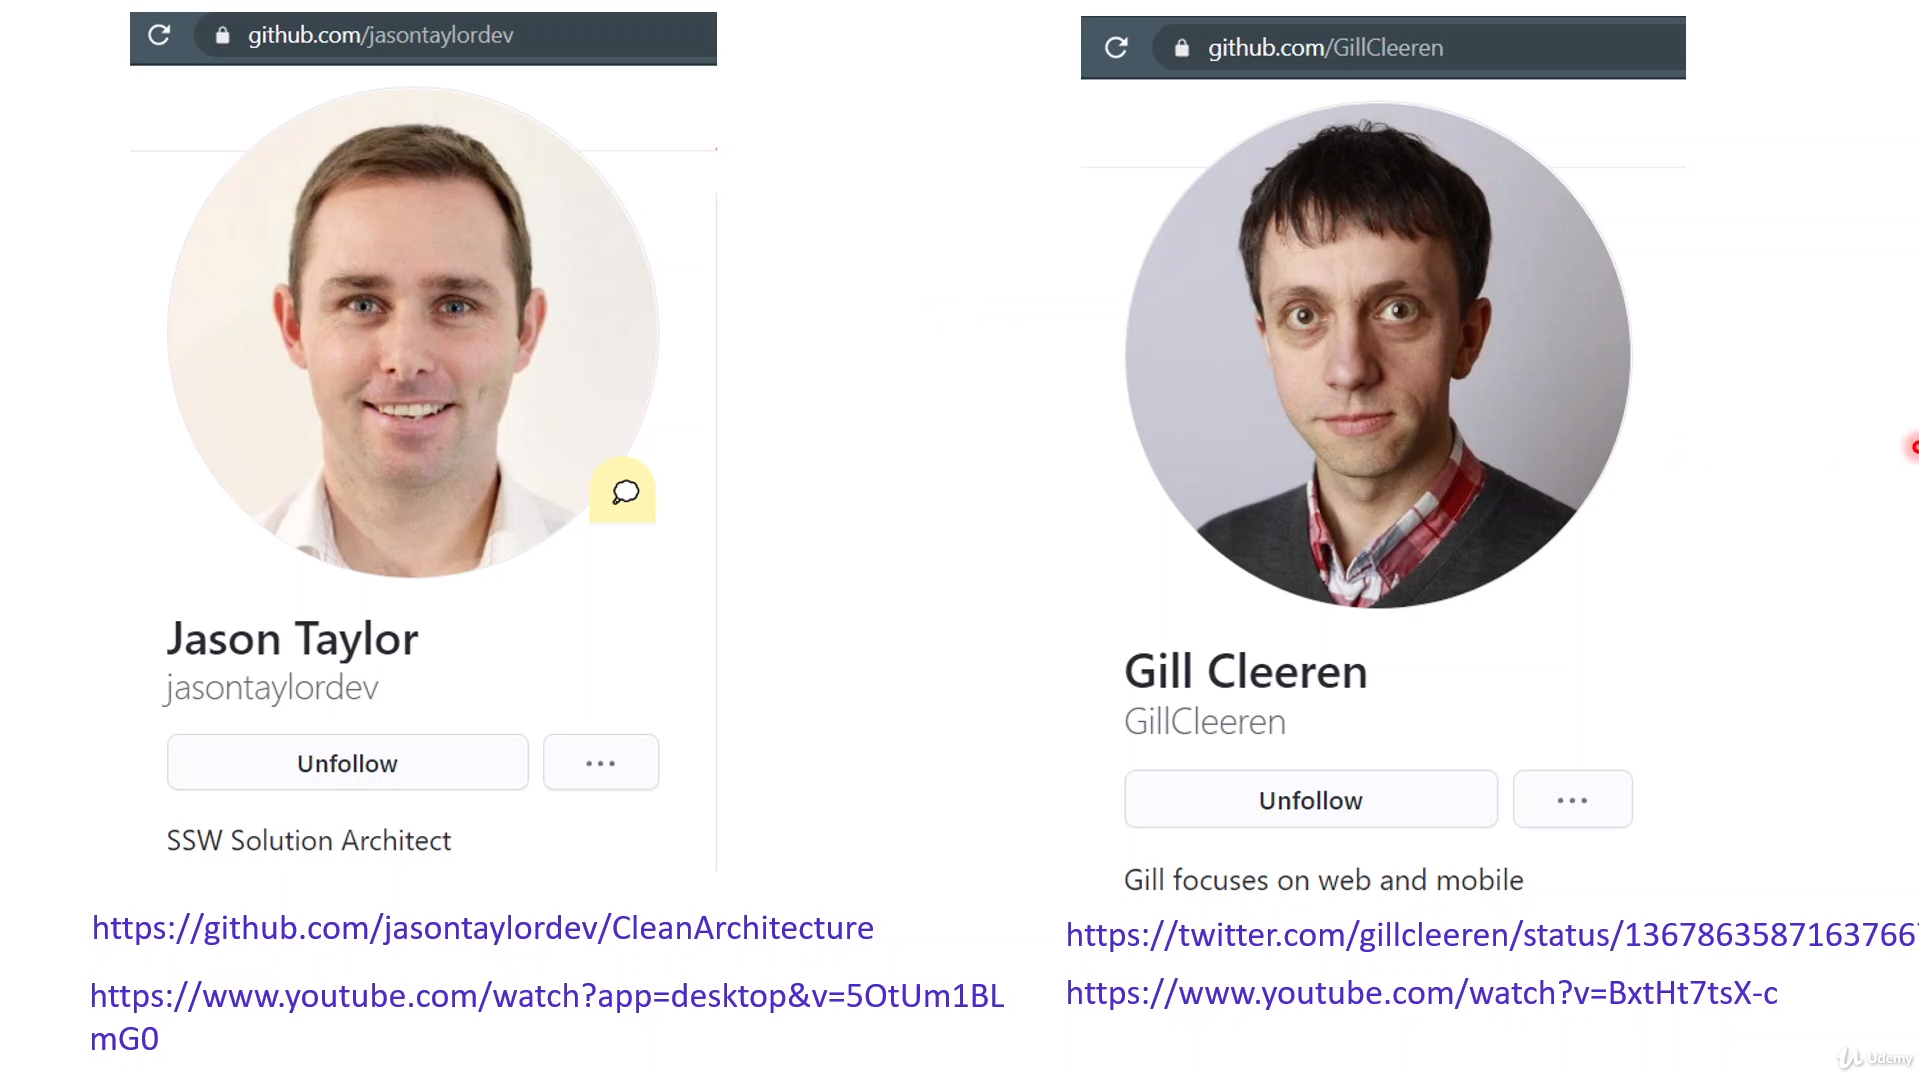 github.com/jasontaylordev
Jason Taylor
jasontaylordev
Unfollow
SSW Solution Architect
https://github.com/jasontaylordev/CleanArchitecture
https://www.youtube.com/watch?app=desktop&v=5OtUm1BL
mG0
github.com/GillCleeren
Gill Cleeren
GillCleeren
Unfollow
Gill focuses on web and mobile
https://twitter.com/gillcleeren/status/1367863587163766
https://www.youtube.com/watch?v=BxtHt7tsX-c
Udemy